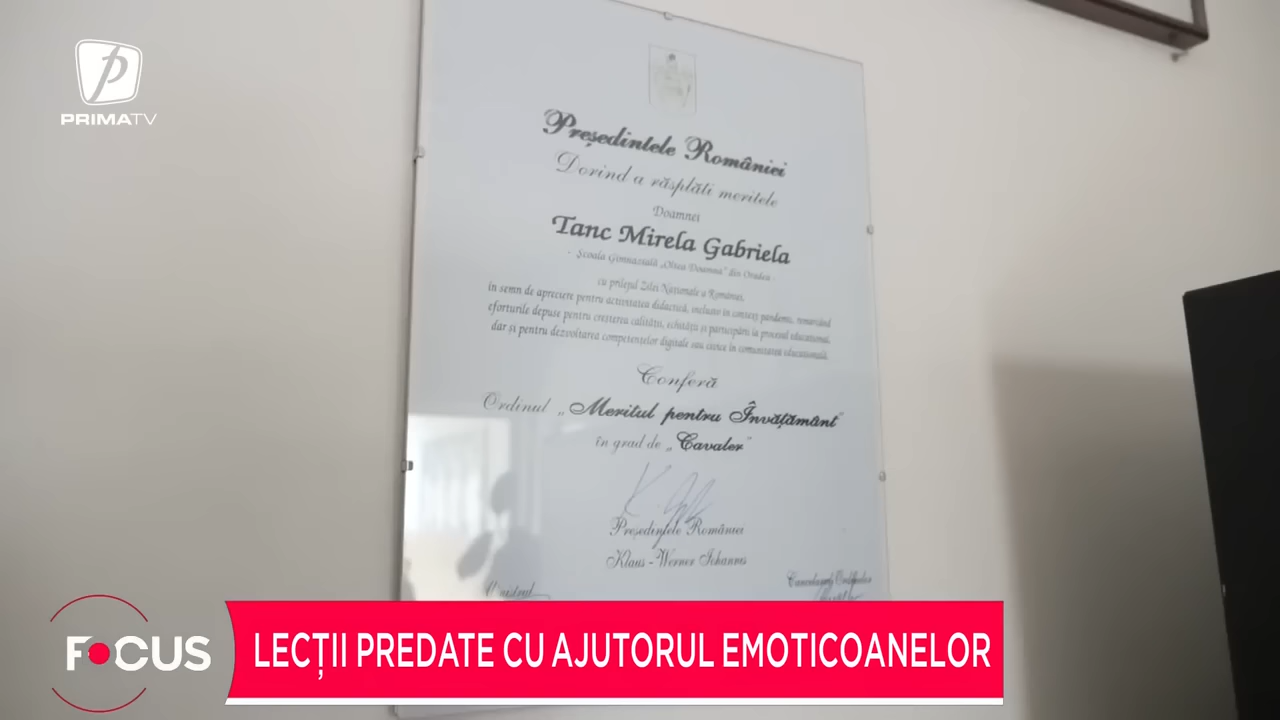 PRIMATV
Președintele României
Dorind a răsplăti meritele
Doamnei
Tanc Mirela Gabriela
- Școala Gimnazială „Oltea Doamna” din Oradea -
cu prilejul Zilei Naționale a României,
în semn de apreciere pentru activitatea didactică, inclusiv în context pandemic, remarcând
eforturile depuse pentru creșterea calității, echității și participării la procesul educațional,
dar și pentru dezvoltarea competențelor digitale sau civice în comunitatea educațională.
Conferă
Ordinul „Meritul pentru Învățământ”
în grad de „Cavaler”
Președintele României
Klaus - Werner Iohannis
Cancelarul Ordinelor
FOCUS
LECȚII PREDATE CU AJUTORUL EMOTICOANELOR